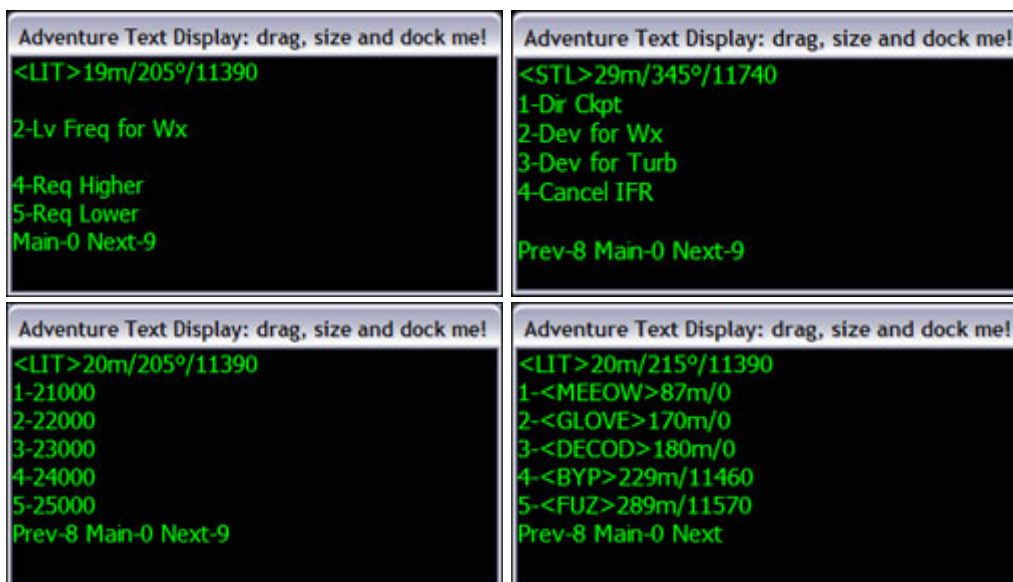 Adventure Text Display: drag, size and dock me!
<LIT>19m/205º/11390
2-Lv Freq for Wx
4-Req Higher
5-Req Lower
Main-0 Next-9
Adventure Text Display: drag, size and dock me!
<STL>29m/345º/11740
1-Dir Ckpt
2-Dev for Wx
3-Dev for Turb
4-Cancel IFR
Prev-8 Main-0 Next-9
Adventure Text Display: drag, size and dock me!
<LIT>20m/205º/11390
1-21000
2-22000
3-23000
4-24000
5-25000
Prev-8 Main-0 Next-9
Adventure Text Display: drag, size and dock me!
<LIT>20m/215º/11390
1-<MEEOW>87m/0
2-<GLOVE>170m/0
3-<DECOD>180m/0
4-<BYP>229m/11460
5-<FUZ>289m/11570
Prev-8 Main-0 Next